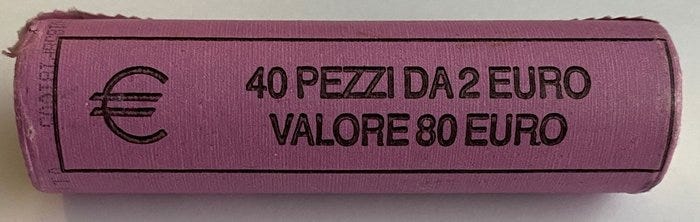 € 40 PEZZI DA 2 EURO
VALORE 80 EURO